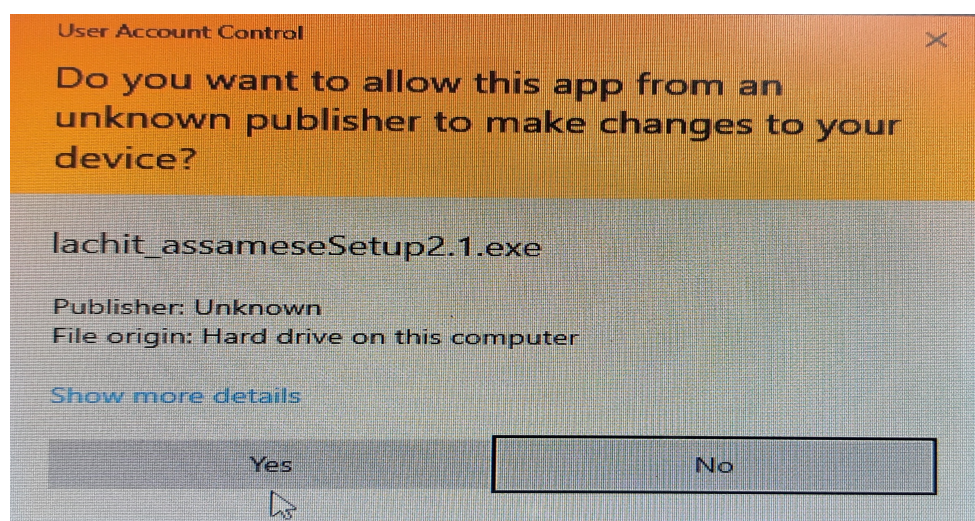 User Account Control
Do you want to allow this app from an
unknown publisher to make changes to your
device?
lachit_assameseSetup2.1.exe
Publisher: Unknown
File origin: Hard drive on this computer
Show more details
Yes
No